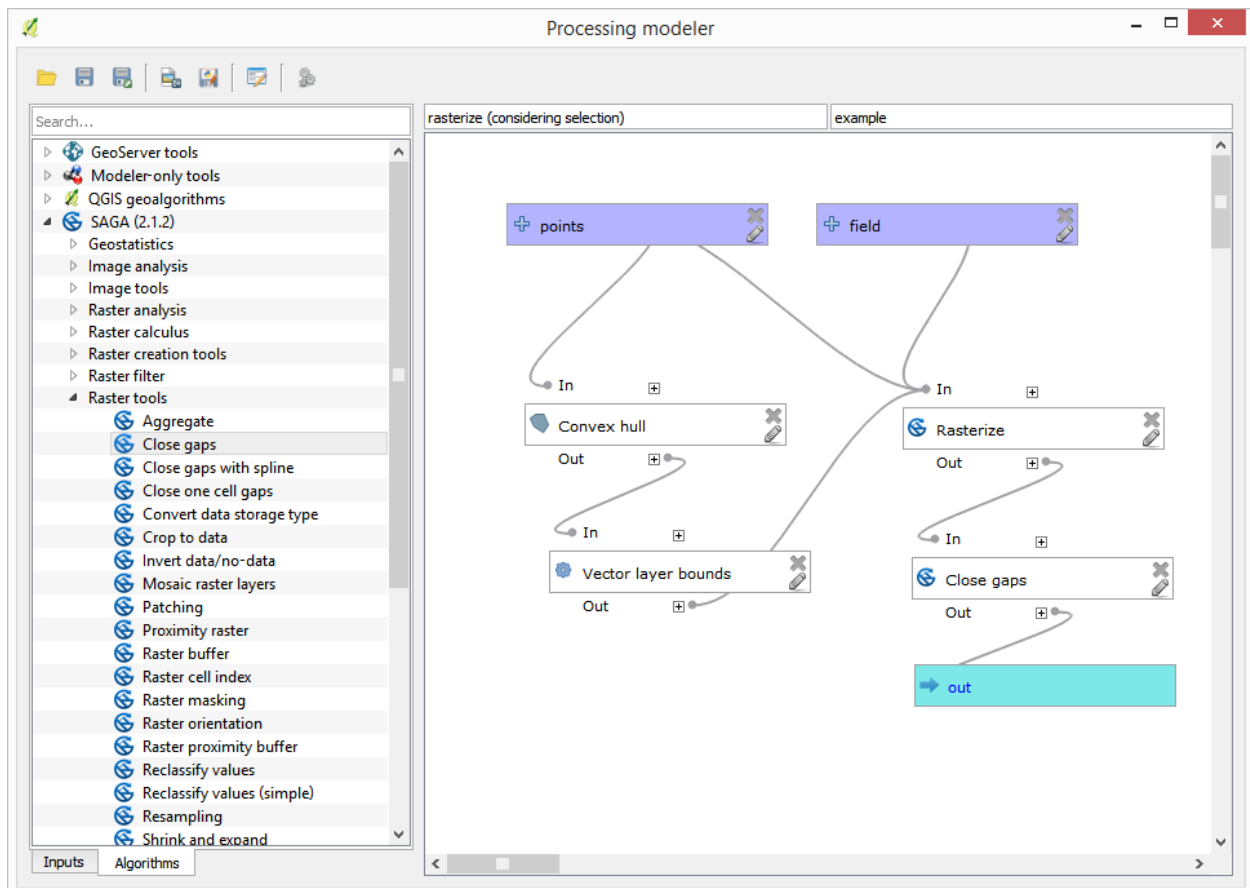 Processing modeler
Search...
rasterize (considering selection)
example
GeoServer tools
Modeler-only tools
QGIS geoalgorithms
SAGA (2.1.2)
Geostatistics
Image analysis
Image tools
Raster analysis
Raster calculus
Raster creation tools
Raster filter
Raster tools
Aggregate
Close gaps
Close gaps with spline
Close one cell gaps
Convert data storage type
Crop to data
Invert data/no-data
Mosaic raster layers
Patching
Proximity raster
Raster buffer
Raster cell index
Raster masking
Raster orientation
Raster proximity buffer
Reclassify values
Reclassify values (simple)
Resampling
Shrink and expand
Inputs
Algorithms
points
field
In
Convex hull
Out
In
Vector layer bounds
Out
In
Rasterize
Out
In
Close gaps
Out
out